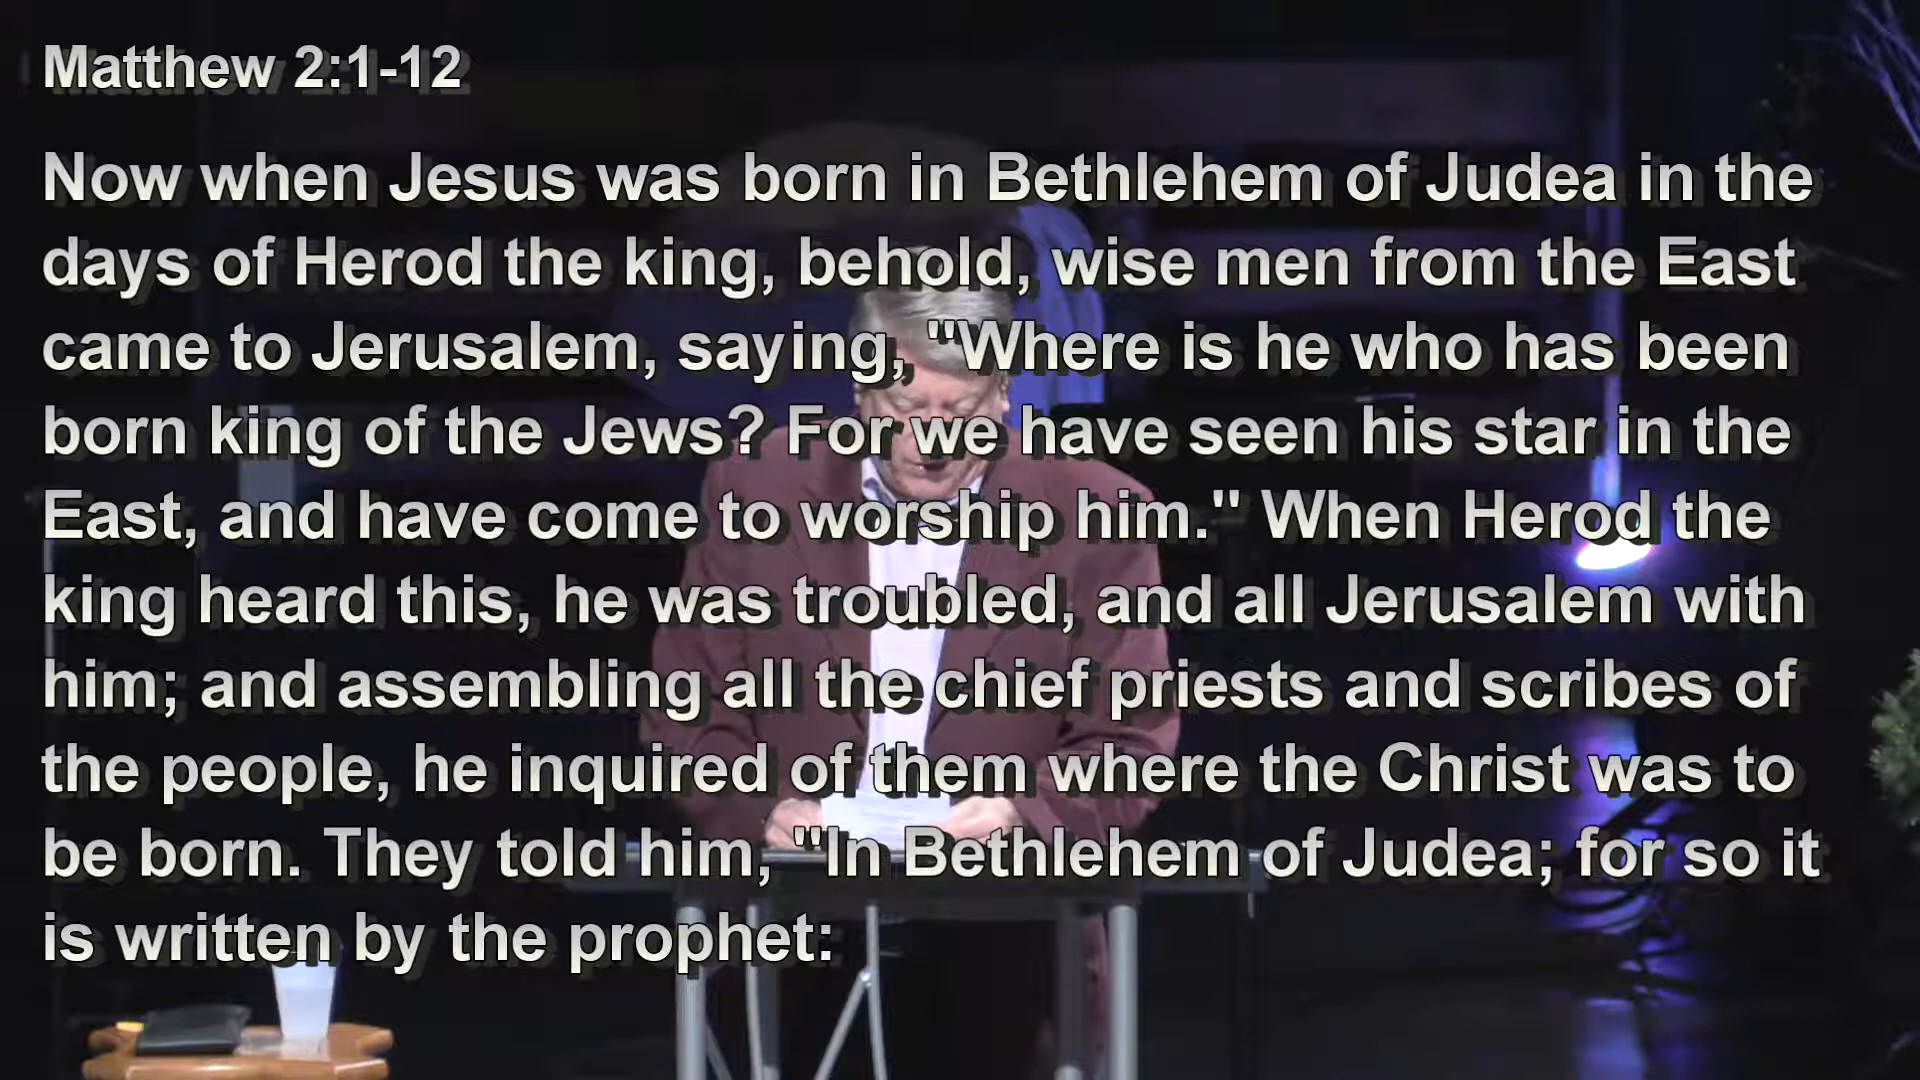 Matthew 2:1-12
Now when Jesus was born in Bethlehem of Judea in the
days of Herod the king, behold, wise men from the East
came to Jerusalem, saying, "Where is he who has been
born king of the Jews? For we have seen his star in the
East, and have come to worship him." When Herod the
king heard this, he was troubled, and all Jerusalem with
him; and assembling all the chief priests and scribes of
the people, he inquired of them where the Christ was to
be born. They told him, "In Bethlehem of Judea; for so it
is written by the prophet: